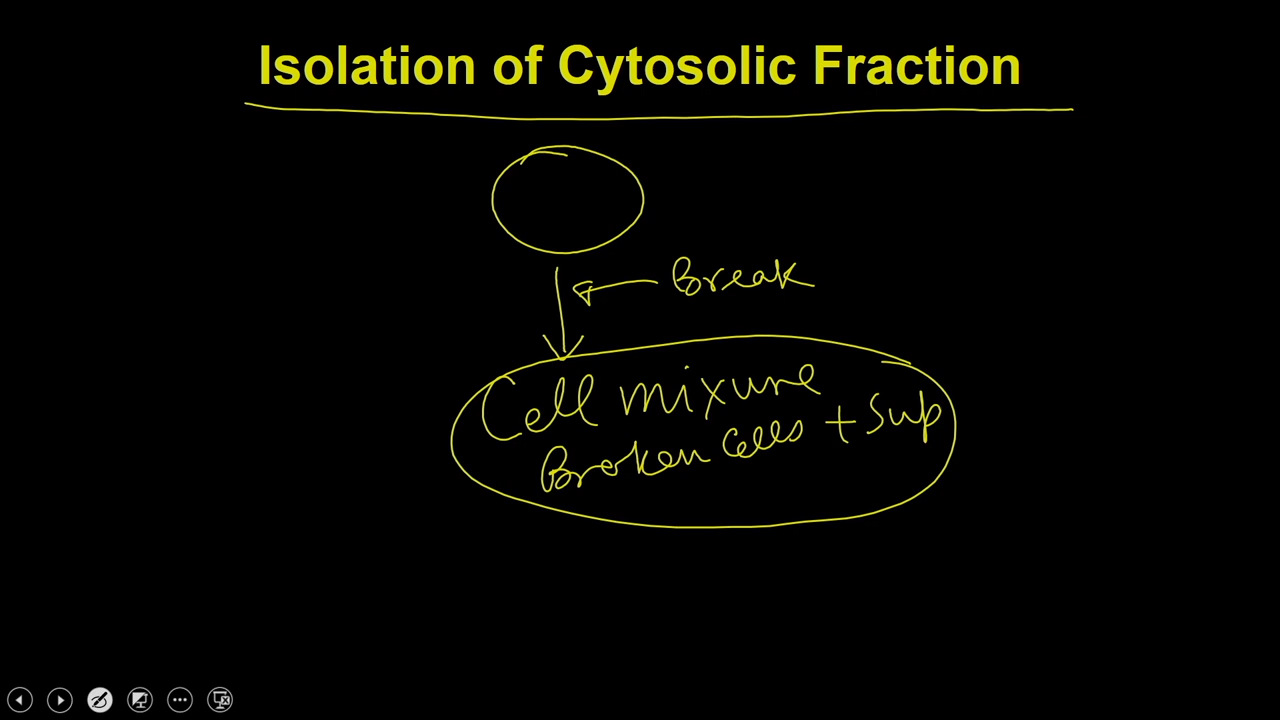 Isolation of Cytosolic Fraction
Break
Cell mixure
Broken Cells + Sup